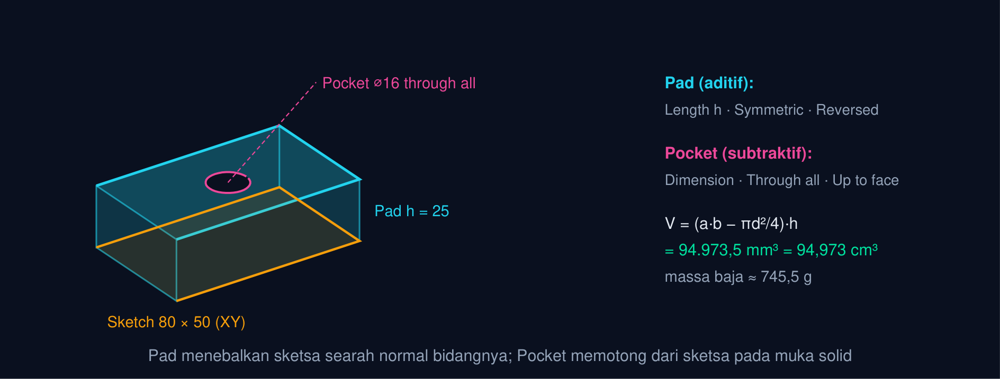 Pocket ⌀16 through all
Pad h = 25
Sketch 80 × 50 (XY)
Pad (aditif):
Length h · Symmetric · Reversed
Pocket (subtraktif):
Dimension · Through all · Up to face
V = (a·b − πd²/4)·h
= 94.973,5 mm³ = 94,973 cm³
massa baja ≈ 745,5 g
Pad menebalkan sketsa searah normal bidangnya; Pocket memotong dari sketsa pada muka solid